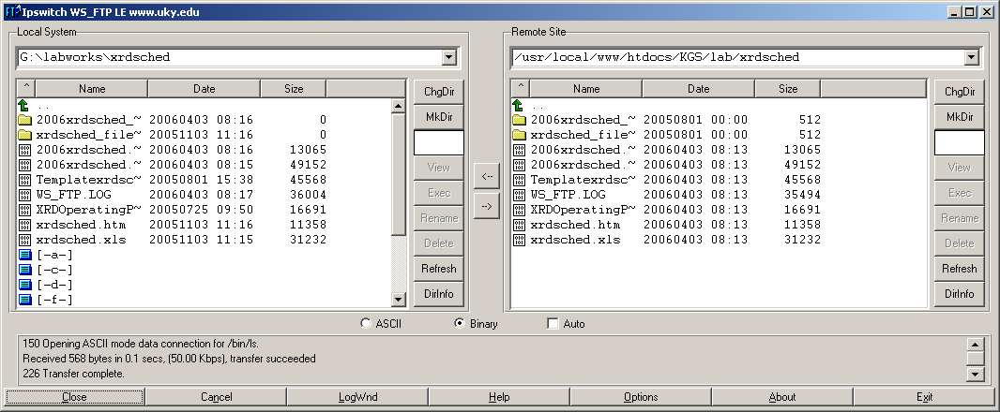 Ipswitch WS_FTP LE www.uky.edu
Local System
G:\labworks\xrdsched
^ Name Date Size
..
2006xrdsched_~ 20060403 08:16 0
xrdsched_file~ 20051103 11:16 0
2006xrdsched.~ 20060403 08:16 13065
2006xrdsched.~ 20060403 08:15 49152
Templatexrdsc~ 20050801 15:38 45568
WS_FTP.LOG 20060403 08:17 36004
XRDOperatingP~ 20050725 09:50 16691
xrdsched.htm 20051103 11:16 11358
xrdsched.xls 20051103 11:15 31232
[-a-]
[-c-]
[-d-]
[-f-]
ChgDir
MkDir
View
Exec
Rename
Delete
Refresh
DirInfo
<--
-->
Remote Site
/usr/local/www/htdocs/KGS/lab/xrdsched
^ Name Date Size
..
2006xrdsched_~ 20050801 00:00 512
xrdsched_file~ 20050801 00:00 512
2006xrdsched.~ 20060403 08:13 13065
2006xrdsched.~ 20060403 08:13 49152
Templatexrdsc~ 20060403 08:13 45568
WS_FTP.LOG 20060403 08:13 35494
XRDOperatingP~ 20060403 08:13 16691
xrdsched.htm 20060403 08:13 11358
xrdsched.xls 20060403 08:13 31232
ChgDir
MkDir
View
Exec
Rename
Delete
Refresh
DirInfo
ASCII Binary Auto
150 Opening ASCII mode data connection for /bin/ls.
Received 568 bytes in 0.1 secs, (50.00 Kbps), transfer succeeded
226 Transfer complete.
Close Cancel LogWnd Help Options About Exit